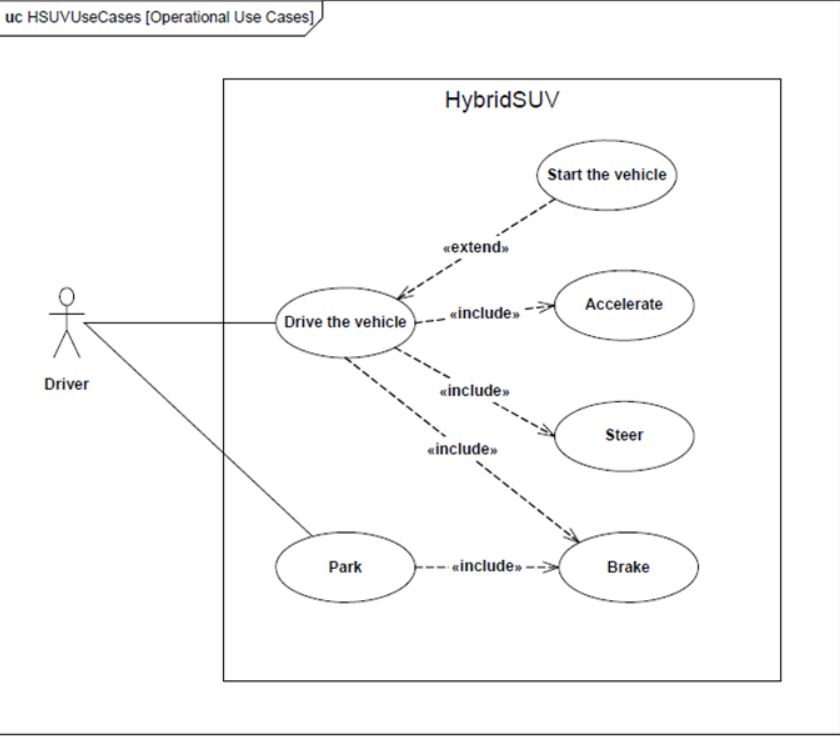 uc HSUVUseCases [Operational Use Cases]
HybridSUV
Start the vehicle
«extend»
Accelerate
«include»
Drive the vehicle
Driver
«include»
Steer
«include»
Park
«include»
Brake